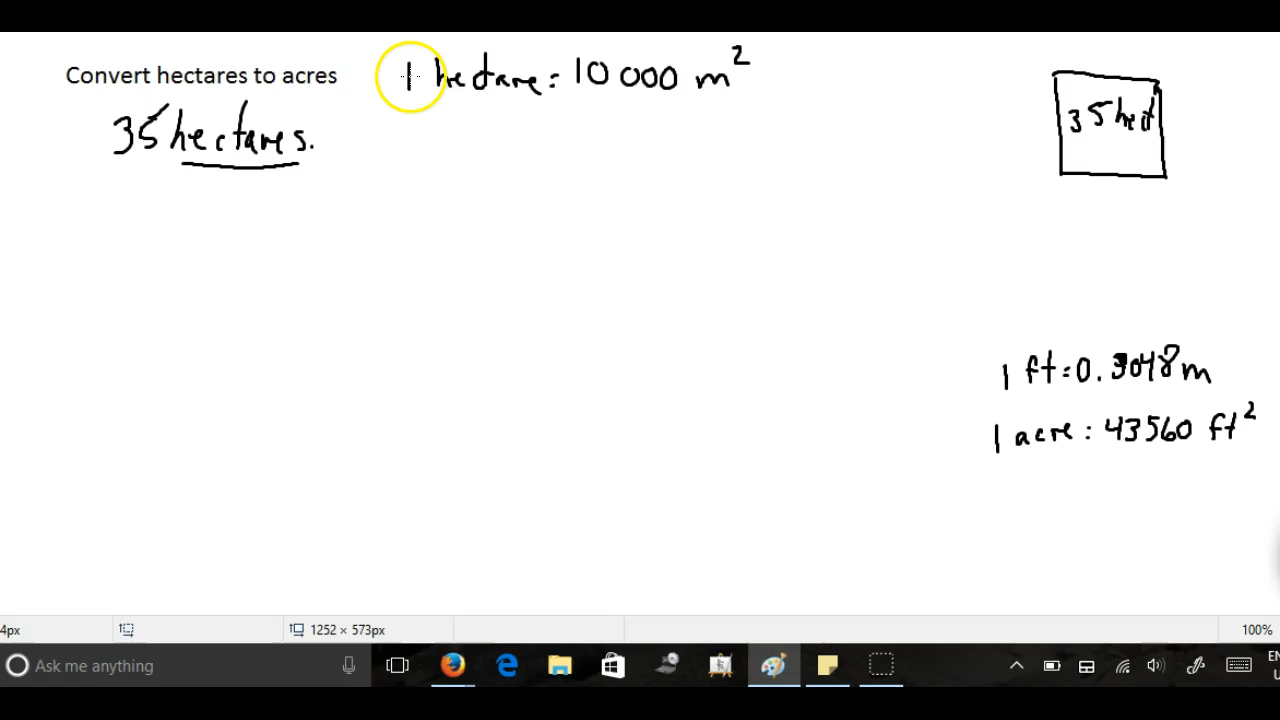 Convert hectares to acres
1 hectare = 10 000 m²
35 hectares.
35 hect
1 ft = 0.3048 m
1 acre : 43560 ft²
4px
1252 × 573px
100%
Ask me anything
EN
U